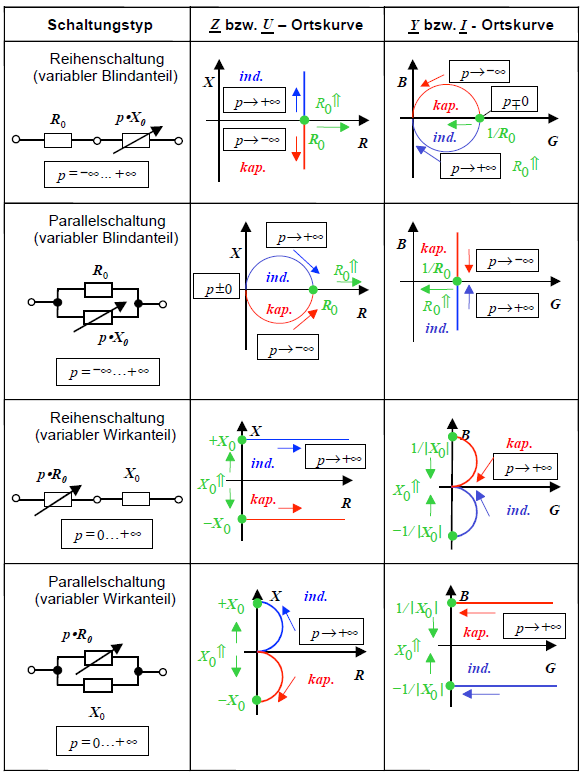 Schaltungstyp
Z bzw. U – Ortskurve
Y bzw. I - Ortskurve
Reihenschaltung
(variabler Blindanteil)
R0
p•X0
p = −∞ ... +∞
X
ind.
p→+∞
R0⇑
p→−∞
R0
R
kap.
B
p→−∞
kap.
p∓0
1/R0
G
ind.
p→+∞
R0⇑
Parallelschaltung
(variabler Blindanteil)
R0
p•X0
p = −∞…+∞
X
p→+∞
ind.
R0⇑
p±0
kap.
R0
R
p→−∞
B
kap.
1/R0
p→−∞
G
R0⇑
p→+∞
ind.
Reihenschaltung
(variabler Wirkanteil)
p•R0
X0
p = 0…+∞
+X0
X
ind.
p→+∞
X0⇑
R
kap.
−X0
B
1/|X0|
kap.
p→+∞
X0⇑
G
ind.
−1/|X0|
Parallelschaltung
(variabler Wirkanteil)
p•R0
X0
p = 0…+∞
+X0
X
ind.
p→+∞
X0⇑
R
−X0
kap.
B
1/|X0|
kap.
p→+∞
X0⇑
G
ind.
−1/|X0|